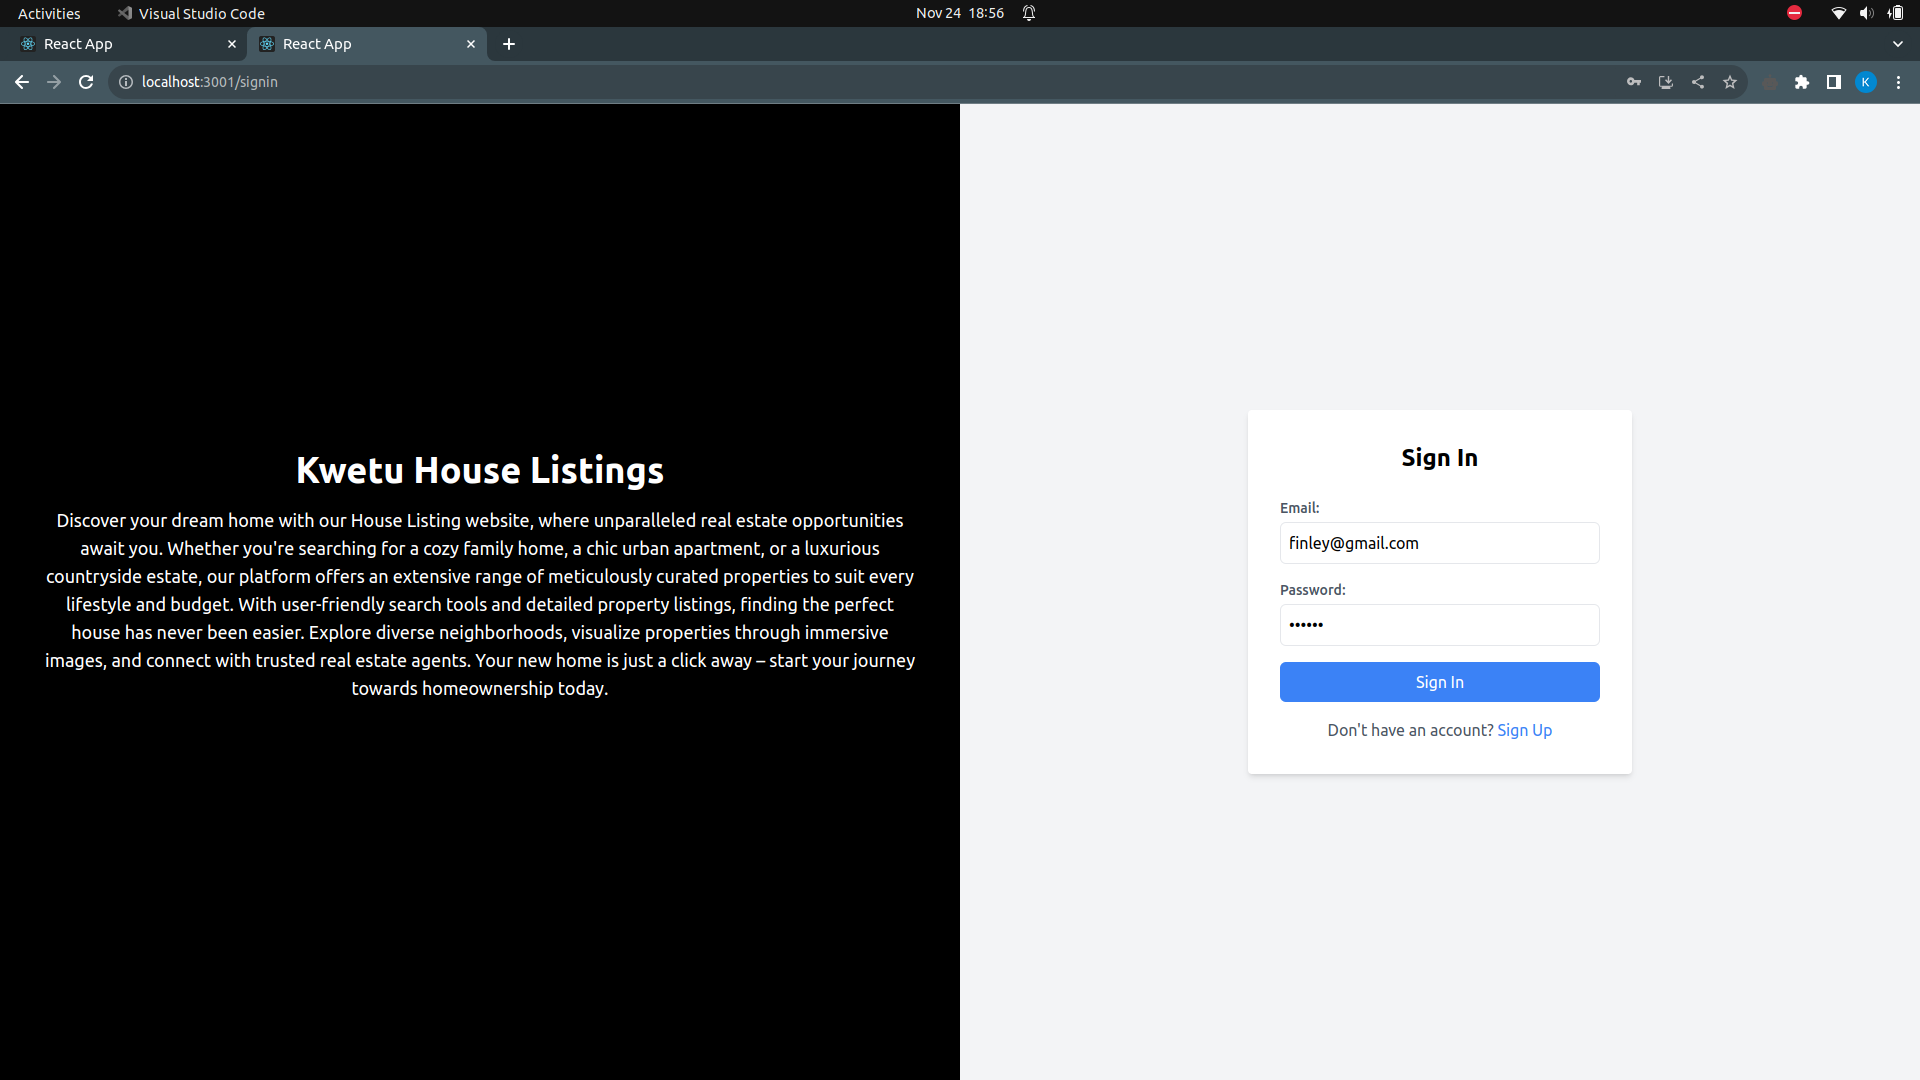 Activities
Visual Studio Code
Nov 24 18:56
React App
React App
localhost:3001/signin
K
Kwetu House Listings
Discover your dream home with our House Listing website, where unparalleled real estate opportunities
await you. Whether you're searching for a cozy family home, a chic urban apartment, or a luxurious
countryside estate, our platform offers an extensive range of meticulously curated properties to suit every
lifestyle and budget. With user-friendly search tools and detailed property listings, finding the perfect
house has never been easier. Explore diverse neighborhoods, visualize properties through immersive
images, and connect with trusted real estate agents. Your new home is just a click away – start your journey
towards homeownership today.
Sign In
Email:
finley@gmail.com
Password:
••••••
Sign In
Don't have an account? Sign Up